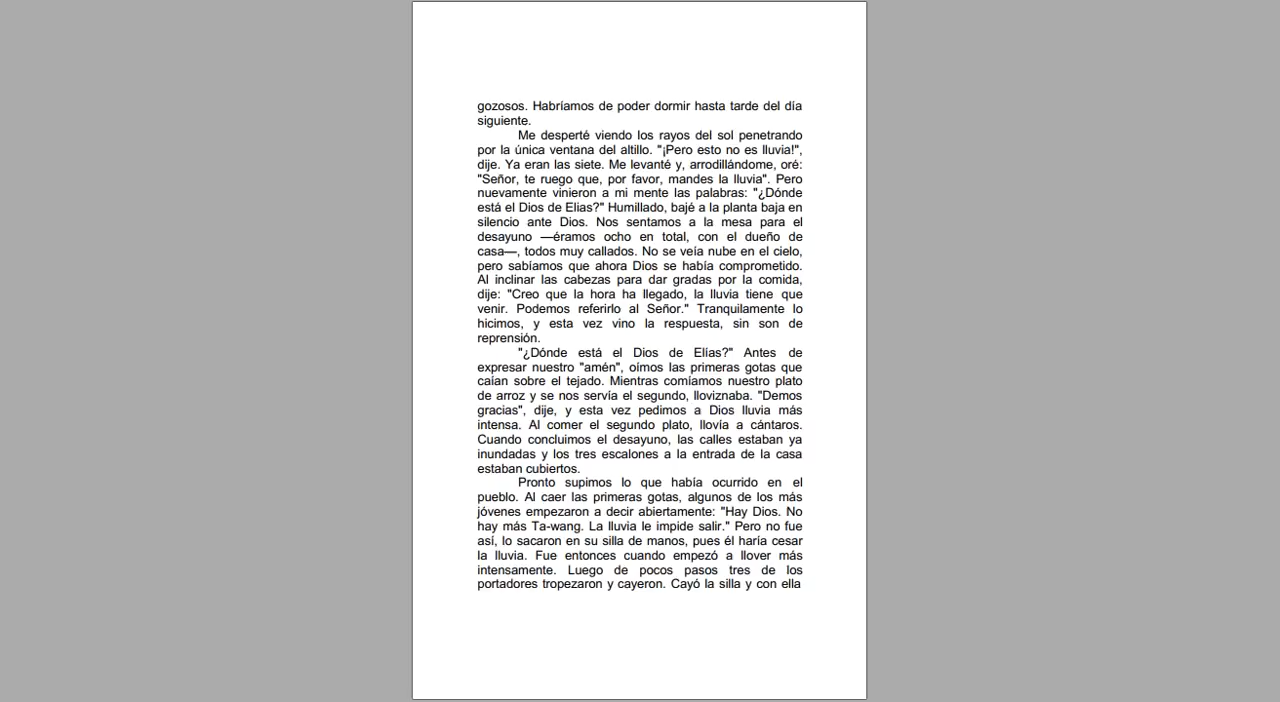 gozosos. Habríamos de poder dormir hasta tarde del día
siguiente.
Me desperté viendo los rayos del sol penetrando
por la única ventana del altillo. "¡Pero esto no es lluvia!",
dije. Ya eran las siete. Me levanté y, arrodillándome, oré:
"Señor, te ruego que, por favor, mandes la lluvia". Pero
nuevamente vinieron a mi mente las palabras: "¿Dónde
está el Dios de Elias?" Humillado, bajé a la planta baja en
silencio ante Dios. Nos sentamos a la mesa para el
desayuno —éramos ocho en total, con el dueño de
casa—, todos muy callados. No se veía nube en el cielo,
pero sabíamos que ahora Dios se había comprometido.
Al inclinar las cabezas para dar gradas por la comida,
dije: "Creo que la hora ha llegado, la lluvia tiene que
venir. Podemos referirlo al Señor." Tranquilamente lo
hicimos, y esta vez vino la respuesta, sin son de
reprensión.
"¿Dónde está el Dios de Elías?" Antes de
expresar nuestro "amén", oímos las primeras gotas que
caían sobre el tejado. Mientras comíamos nuestro plato
de arroz y se nos servía el segundo, lloviznaba. "Demos
gracias", dije, y esta vez pedimos a Dios lluvia más
intensa. Al comer el segundo plato, llovía a cántaros.
Cuando concluimos el desayuno, las calles estaban ya
inundadas y los tres escalones a la entrada de la casa
estaban cubiertos.
Pronto supimos lo que había ocurrido en el
pueblo. Al caer las primeras gotas, algunos de los más
jóvenes empezaron a decir abiertamente: "Hay Dios. No
hay más Ta-wang. La lluvia le impide salir." Pero no fue
así, lo sacaron en su silla de manos, pues él haría cesar
la lluvia. Fue entonces cuando empezó a llover más
intensamente. Luego de pocos pasos tres de los
portadores tropezaron y cayeron. Cayó la silla y con ella